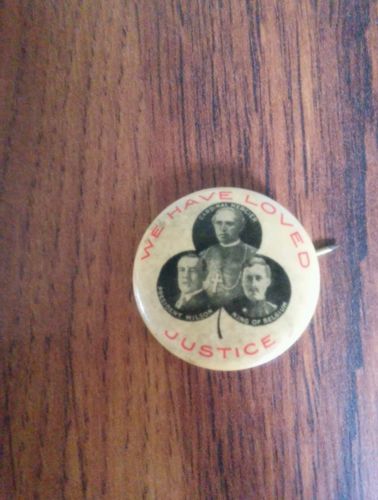 WE HAVE LOVED
CARDINAL MERCIER
PRESIDENT WILSON
KING OF BELGIUM
JUSTICE